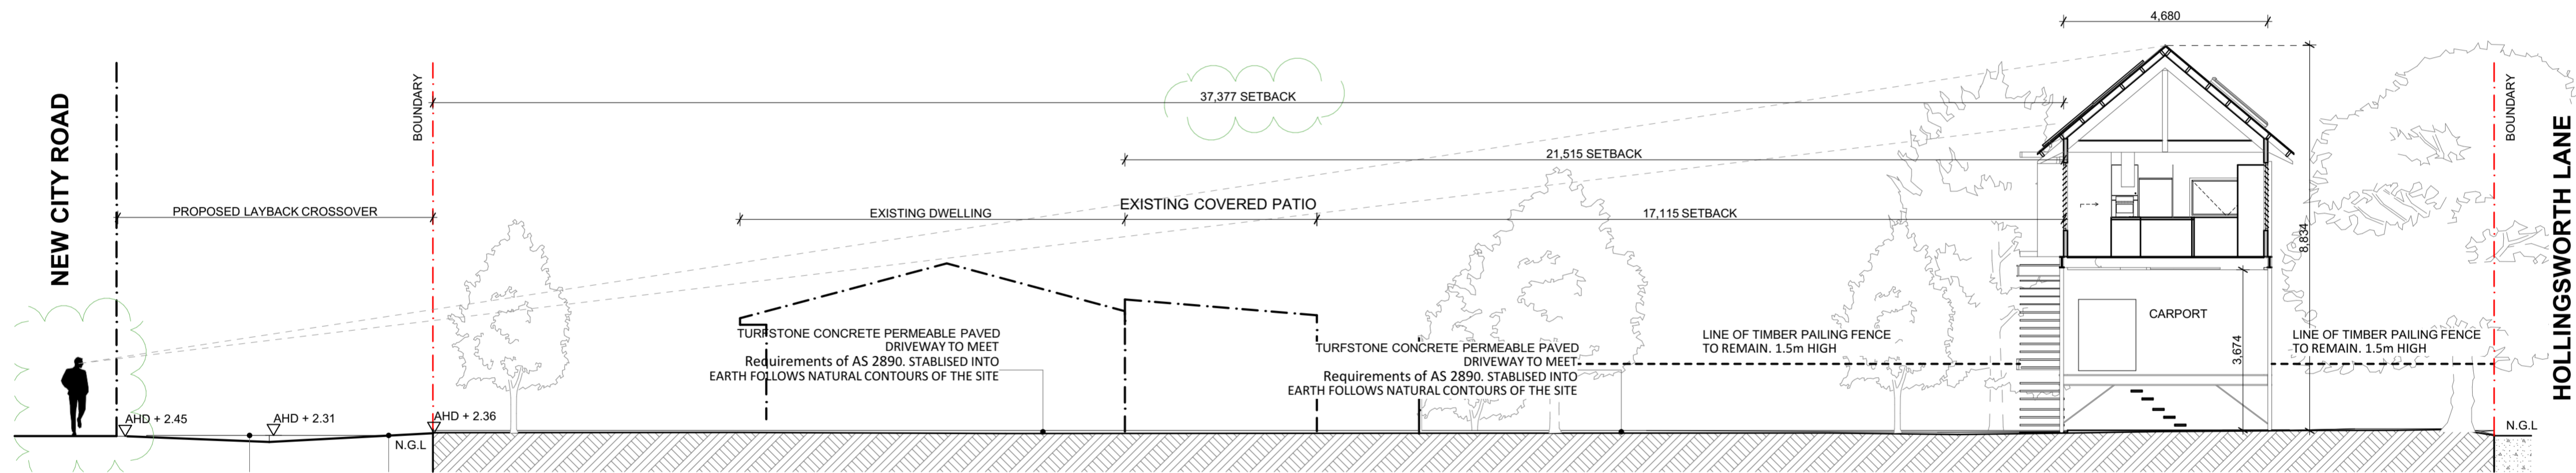 4,680
NEW CITY ROAD
BOUNDARY
37,377 SETBACK
BOUNDARY
HOLLINGSWORTH LANE
21,515 SETBACK
PROPOSED LAYBACK CROSSOVER
EXISTING DWELLING
EXISTING COVERED PATIO
17,115 SETBACK
8,834
TURFSTONE CONCRETE PERMEABLE PAVED
DRIVEWAY TO MEET
Requirements of AS 2890. STABLISED INTO
EARTH FOLLOWS NATURAL CONTOURS OF THE SITE
TURFSTONE CONCRETE PERMEABLE PAVED
DRIVEWAY TO MEET
Requirements of AS 2890. STABLISED INTO
EARTH FOLLOWS NATURAL CONTOURS OF THE SITE
LINE OF TIMBER PAILING FENCE
TO REMAIN. 1.5m HIGH
CARPORT
3,674
LINE OF TIMBER PAILING FENCE
TO REMAIN. 1.5m HIGH
AHD + 2.45
AHD + 2.31
AHD + 2.36
N.G.L
N.G.L